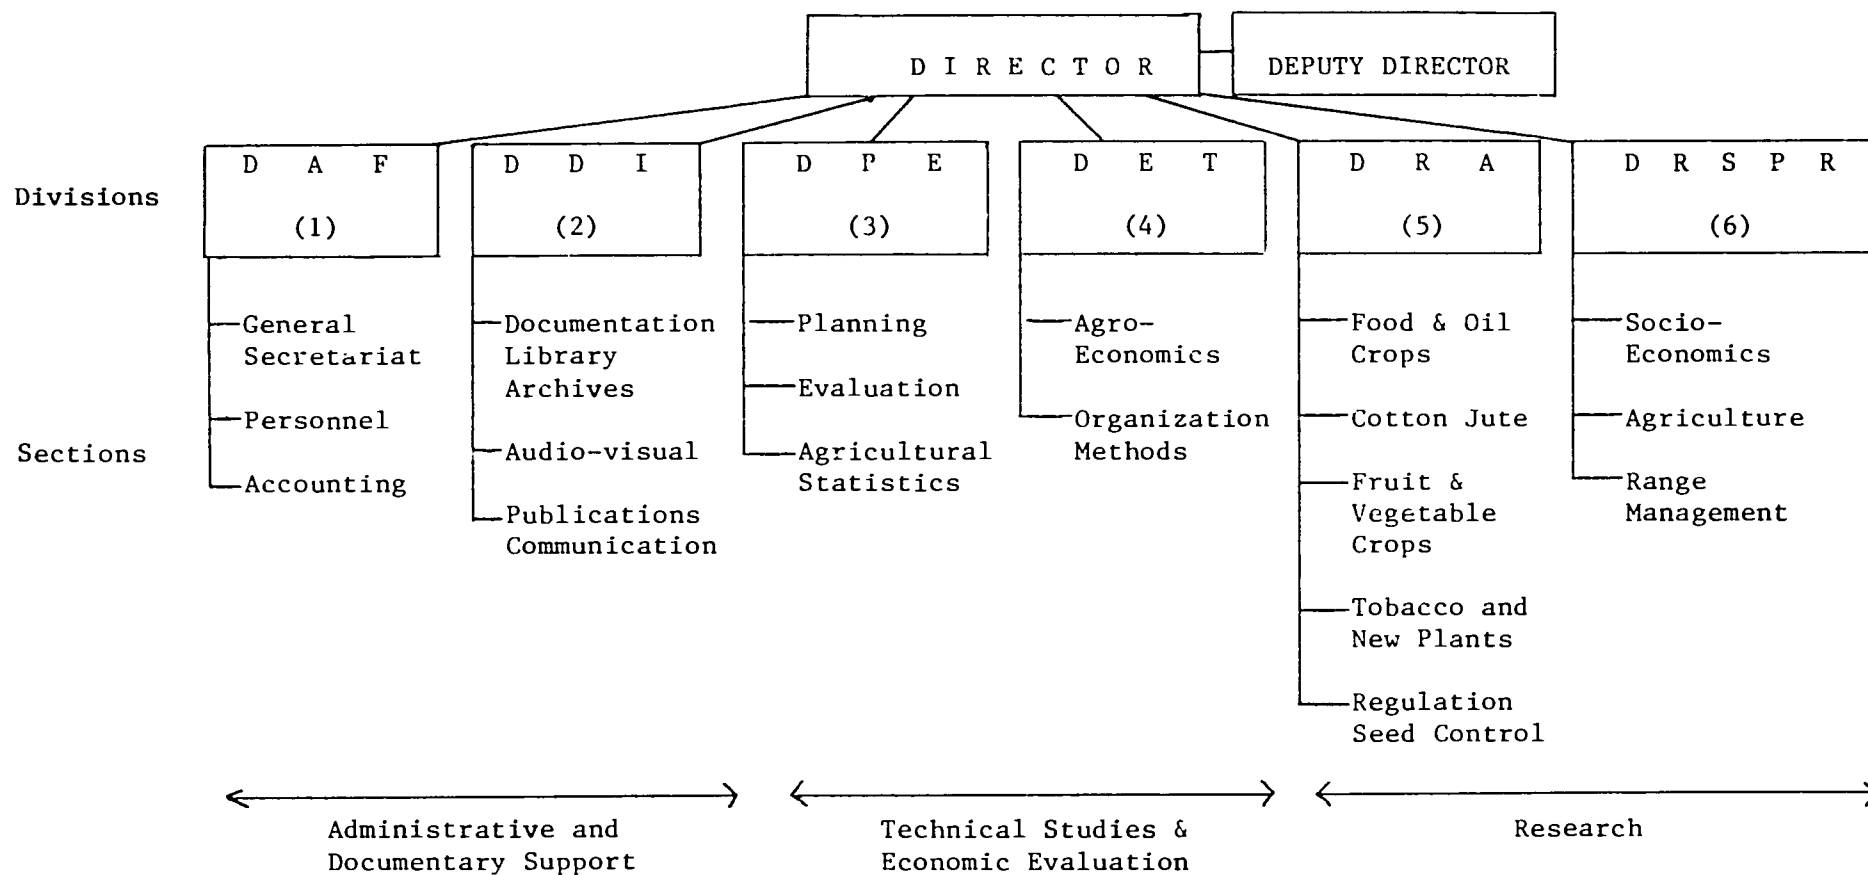 D I R E C T O R
DEPUTY DIRECTOR
Divisions
D A F
(1)
D D I
(2)
D P E
(3)
D E T
(4)
D R A
(5)
D R S P R
(6)
Sections
General
Secretariat
Personnel
Accounting
Documentation
Library
Archives
Audio-visual
Publications
Communication
Planning
Evaluation
Agricultural
Statistics
Agro-
Economics
Organization
Methods
Food & Oil
Crops
Cotton Jute
Fruit &
Vegetable
Crops
Tobacco and
New Plants
Regulation
Seed Control
Socio-
Economics
Agriculture
Range
Management
Administrative and
Documentary Support
Technical Studies &
Economic Evaluation
Research